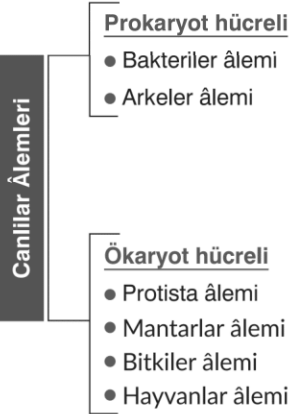 Canlılar Âlemleri
Prokaryot hücreli
● Bakteriler âlemi
● Arkeler âlemi
Ökaryot hücreli
● Protista âlemi
● Mantarlar âlemi
● Bitkiler âlemi
● Hayvanlar âlemi